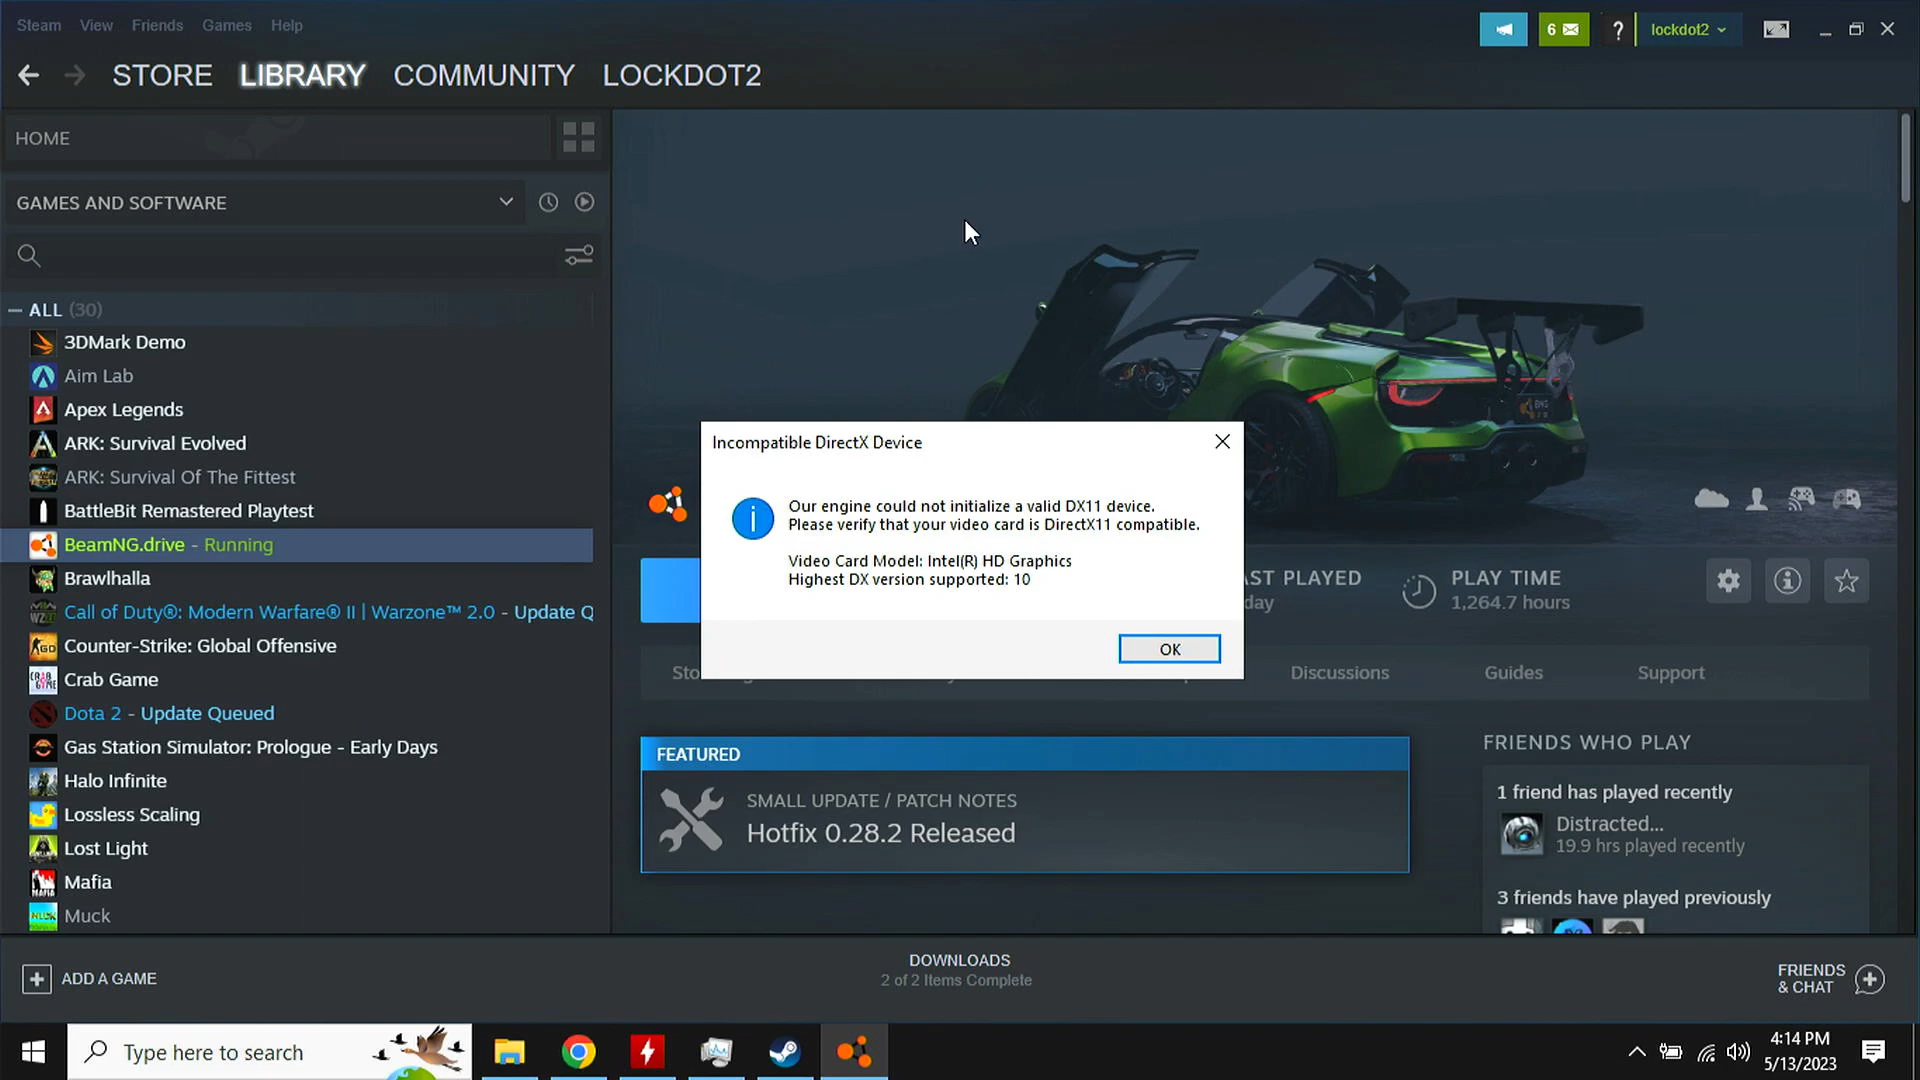 Steam View Friends Games Help
6 ? lockdot2
STORE LIBRARY COMMUNITY LOCKDOT2
HOME
GAMES AND SOFTWARE
ALL (30)
3DMark Demo
Aim Lab
Apex Legends
ARK: Survival Evolved
ARK: Survival Of The Fittest
BattleBit Remastered Playtest
BeamNG.drive - Running
Brawlhalla
Call of Duty®: Modern Warfare® II | Warzone™ 2.0 - Update Q
Counter-Strike: Global Offensive
Crab Game
Dota 2 - Update Queued
Gas Station Simulator: Prologue - Early Days
Halo Infinite
Lossless Scaling
Lost Light
Mafia
Muck
Incompatible DirectX Device
Our engine could not initialize a valid DX11 device.
Please verify that your video card is DirectX11 compatible.
Video Card Model: Intel(R) HD Graphics
Highest DX version supported: 10
OK
AST PLAYED
day
PLAY TIME
1,264.7 hours
Sto
Discussions Guides Support
FEATURED
SMALL UPDATE / PATCH NOTES
Hotfix 0.28.2 Released
FRIENDS WHO PLAY
1 friend has played recently
Distracted...
19.9 hrs played recently
3 friends have played previously
ADD A GAME
DOWNLOADS
2 of 2 Items Complete
FRIENDS
& CHAT
Type here to search
4:14 PM
5/13/2023